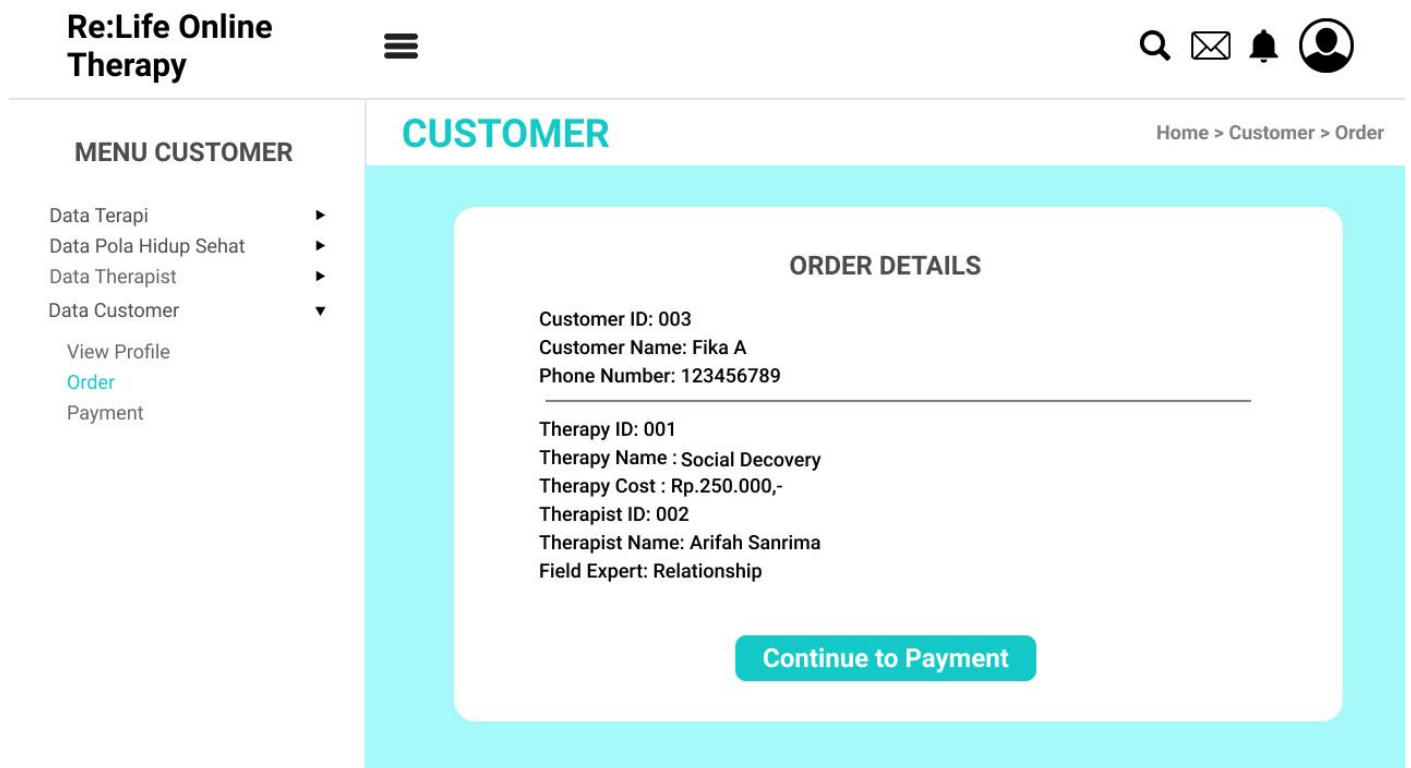 Re:Life Online
Therapy
MENU CUSTOMER
Data Terapi
Data Pola Hidup Sehat
Data Therapist
Data Customer
View Profile
Order
Payment
CUSTOMER
Home > Customer > Order
ORDER DETAILS
Customer ID: 003
Customer Name: Fika A
Phone Number: 123456789
Therapy ID: 001
Therapy Name : Social Decovery
Therapy Cost : Rp.250.000,-
Therapist ID: 002
Therapist Name: Arifah Sanrima
Field Expert: Relationship
Continue to Payment